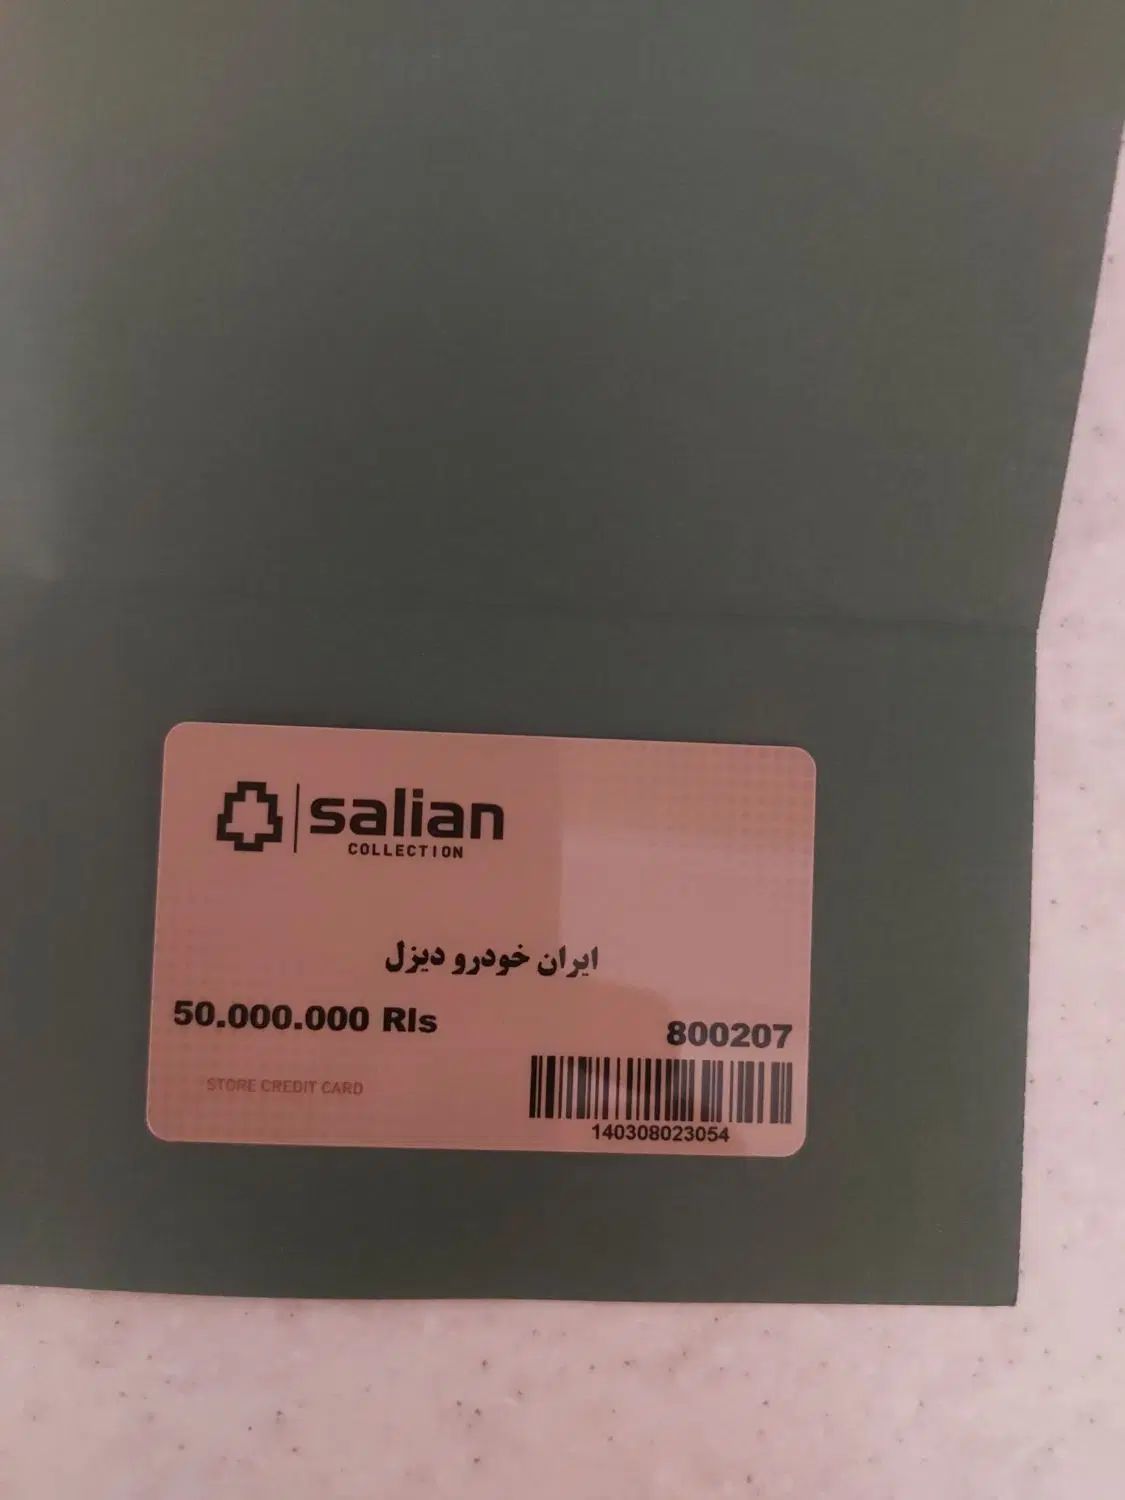 salian
COLLECTION
ایران خودرو دیزل
50.000.000 Rls
800207
STORE CREDIT CARD
140308023054